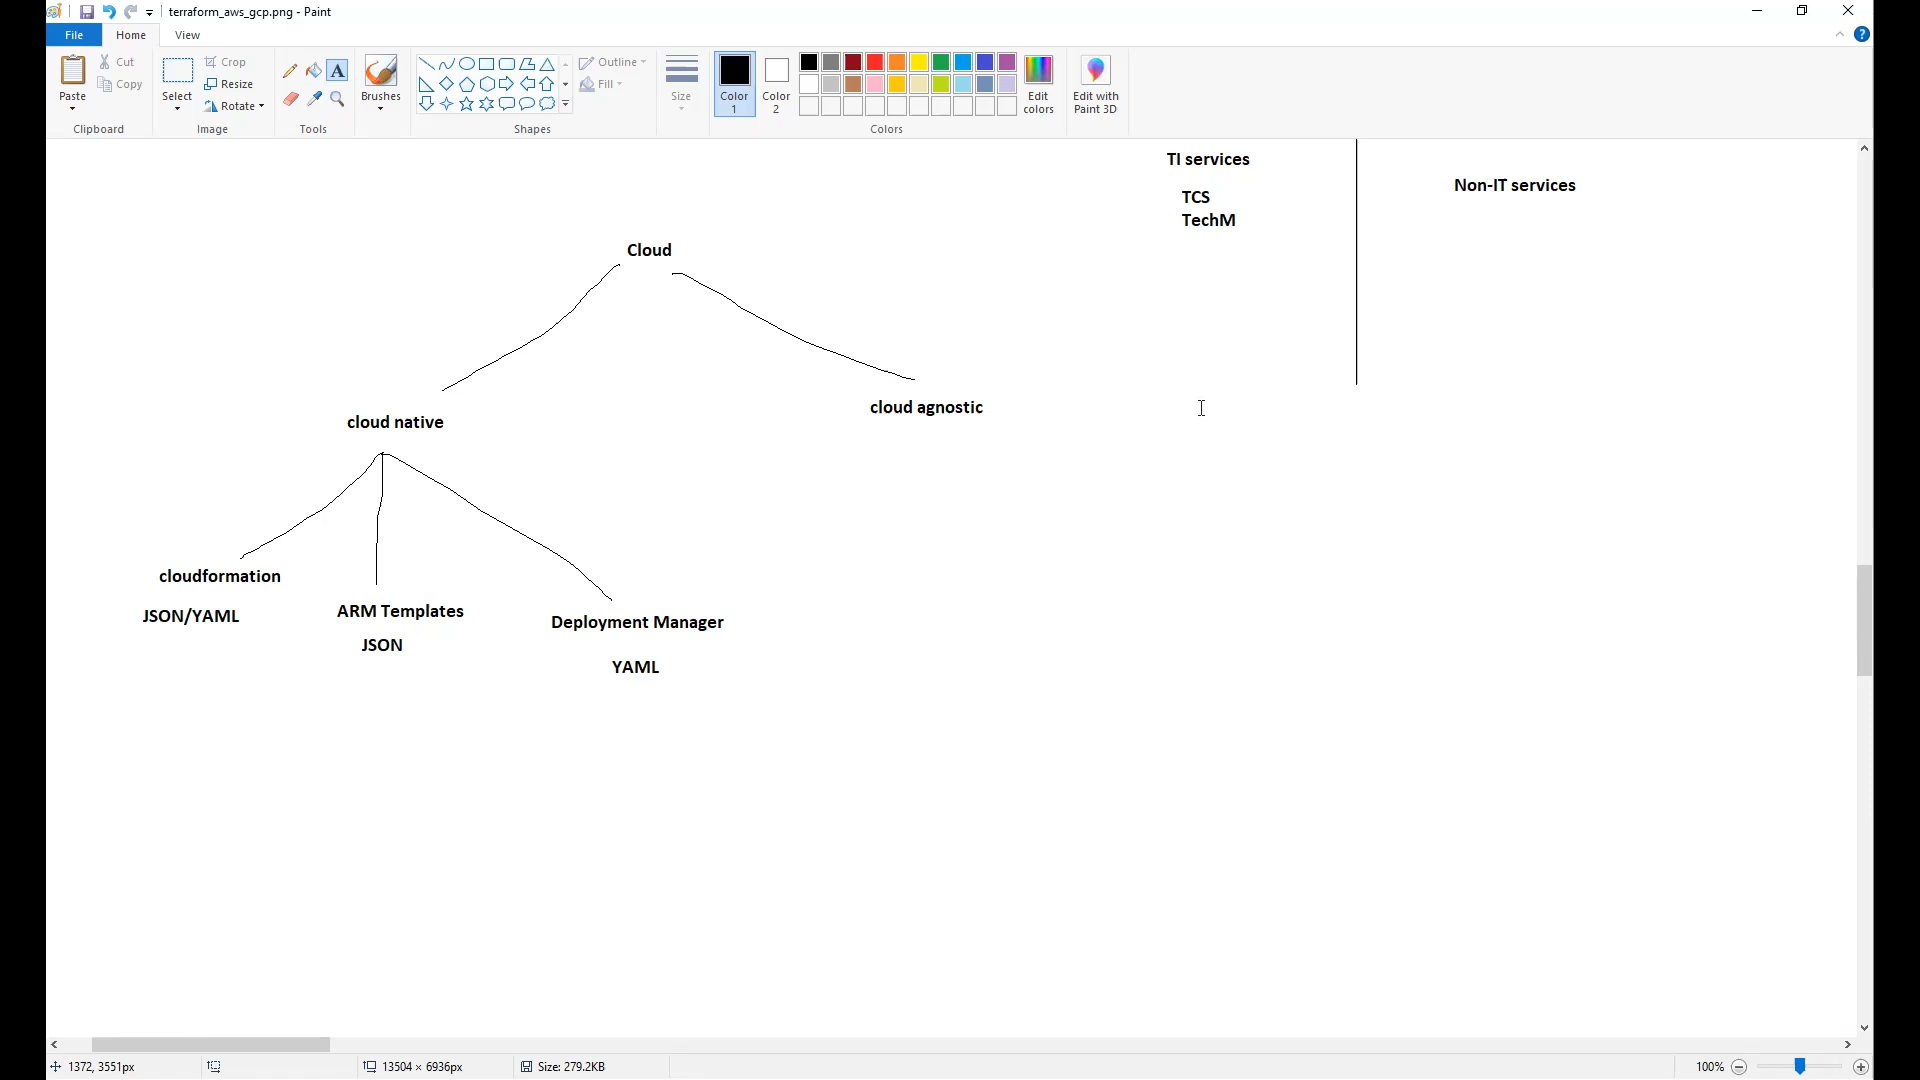 terraform_aws_gcp.png - Paint
File
Home
View
Paste
Cut
Copy
Clipboard
Select
Crop
Resize
Rotate
Image
A
Tools
Brushes
Shapes
Outline
Fill
Size
Color 1
Color 2
Colors
Edit colors
Edit with Paint 3D
?
TI services
TCS
TechM
Non-IT services
Cloud
cloud native
cloud agnostic
cloudformation
JSON/YAML
ARM Templates
JSON
Deployment Manager
YAML
1372, 3551px
13504 × 6936px
Size: 279.2KB
100%